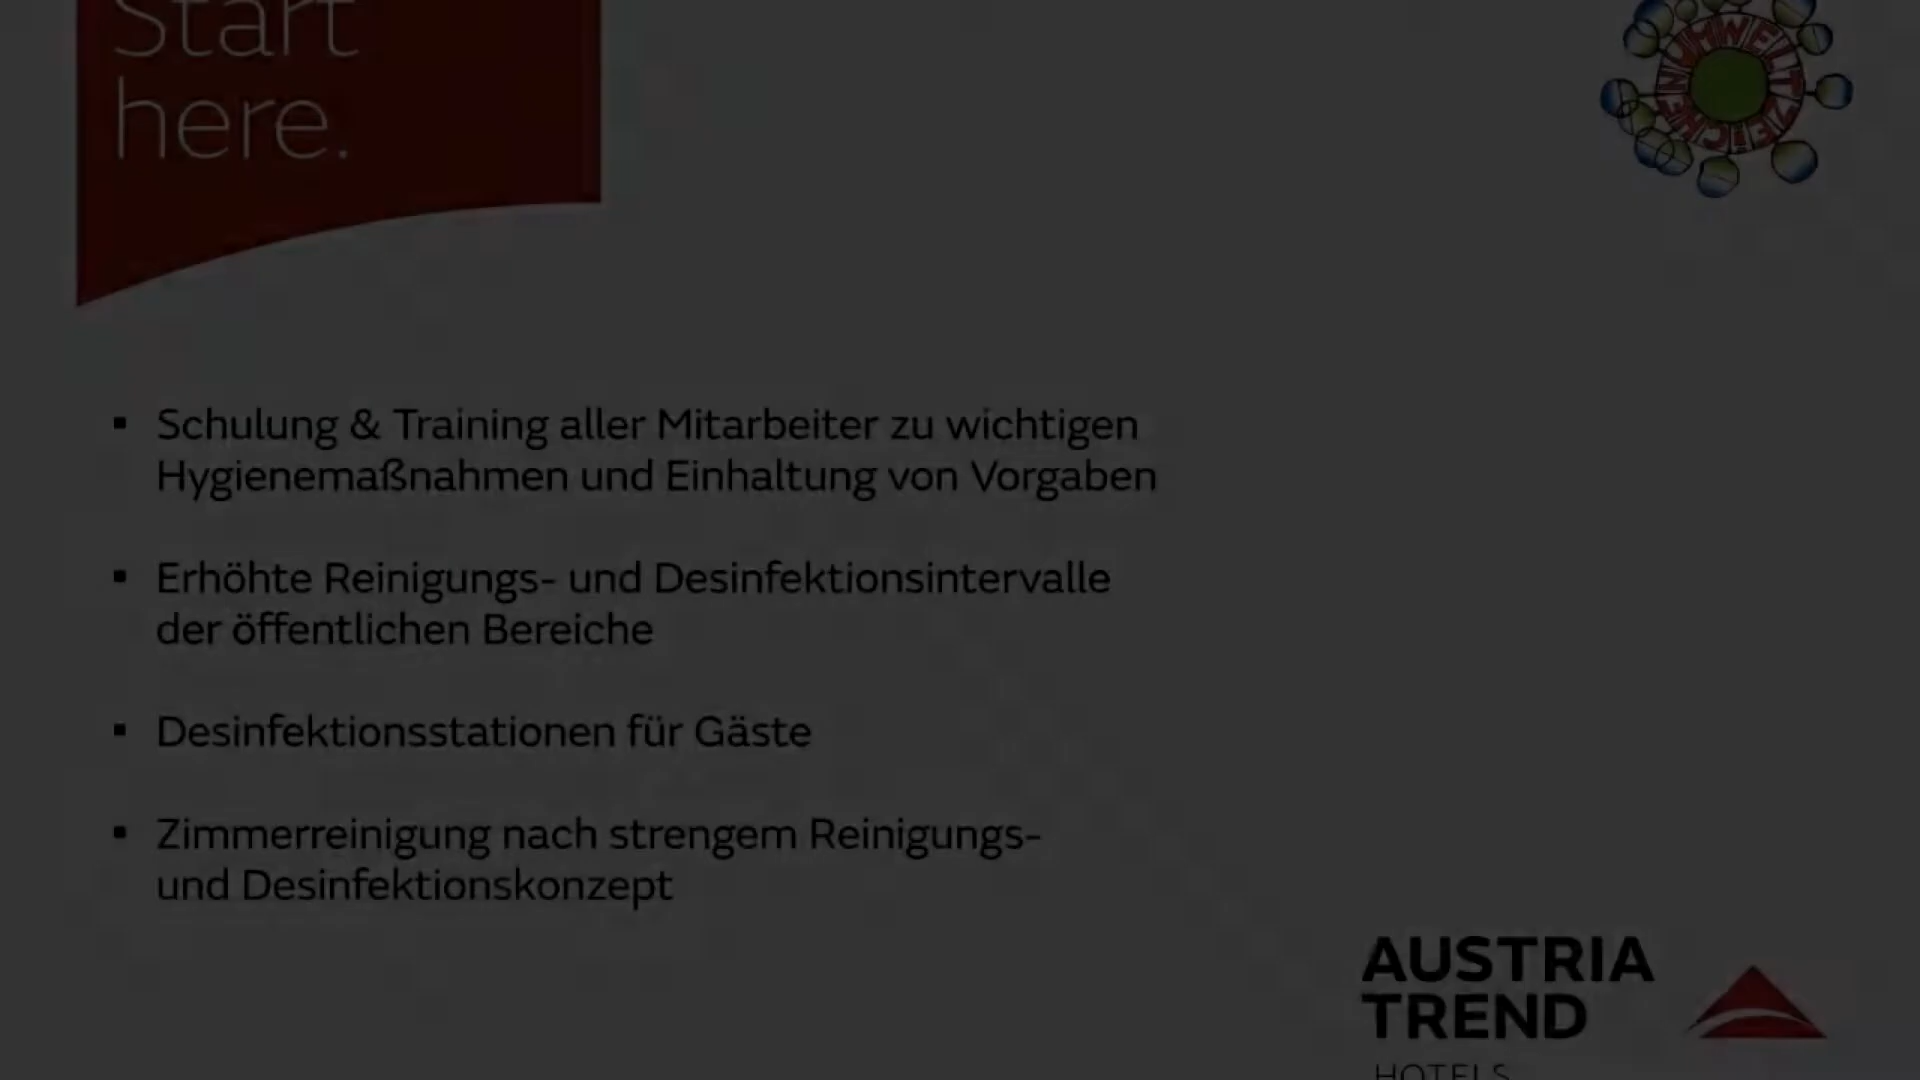 Start
here.
UMWELTZEICHEN
▪ Schulung & Training aller Mitarbeiter zu wichtigen
Hygienemaßnahmen und Einhaltung von Vorgaben
▪ Erhöhte Reinigungs- und Desinfektionsintervalle
der öffentlichen Bereiche
▪ Desinfektionsstationen für Gäste
▪ Zimmerreinigung nach strengem Reinigungs-
und Desinfektionskonzept
AUSTRIA
TREND
HOTELS